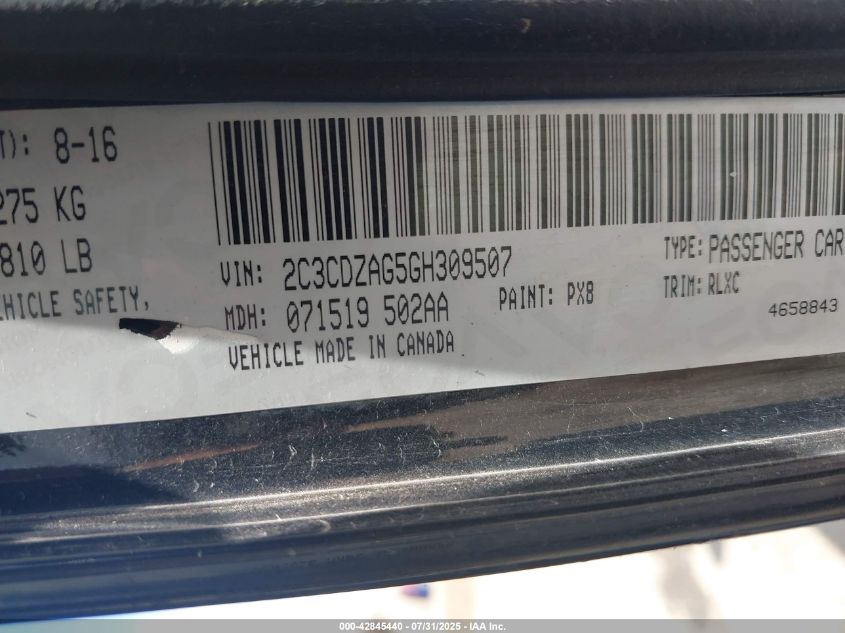 T): 8-16
275 KG
810 LB
EHICLE SAFETY,
VIN: 2C3CDZAG5GH309507
TYPE: PASSENGER CAR
MDH: 071519 502AA
PAINT: PX8
TRIM: RLXC
4658843
VEHICLE MADE IN CANADA
000-42845440 - 07/31/2025 - IAA Inc.